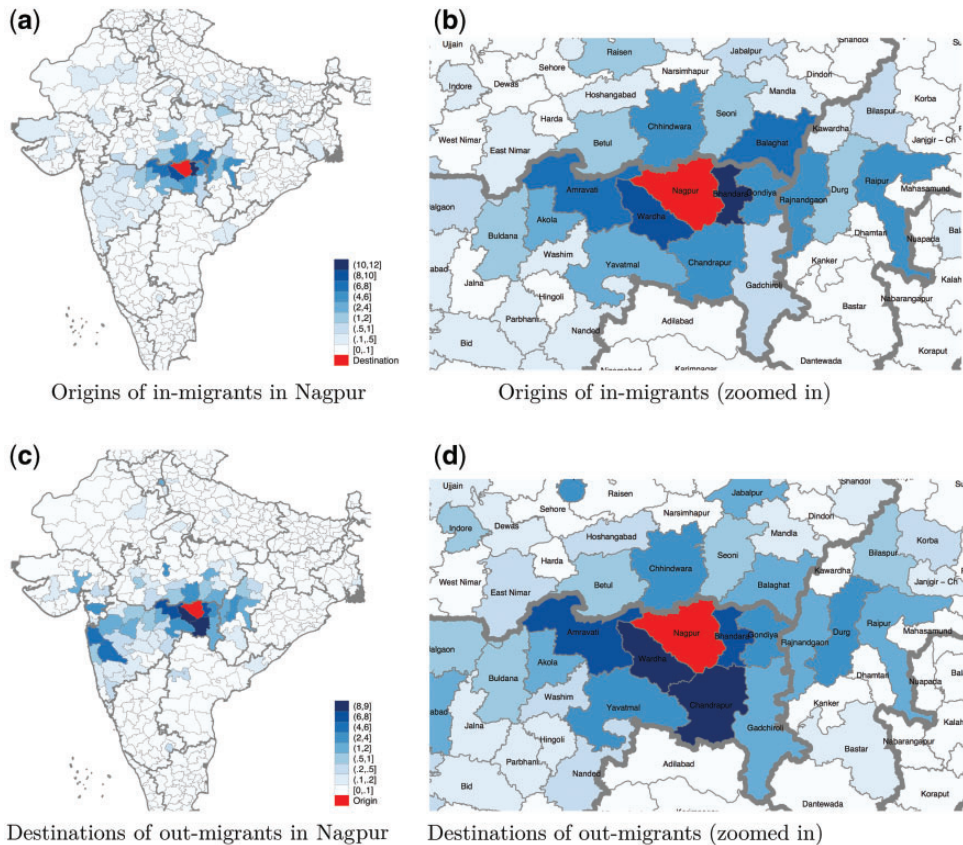 (a)
(10,12]
(8,10]
(6,8]
(4,6]
(2,4]
(1,2]
(.5,1]
(.1,.5]
[0,.1]
Destination
Origins of in-migrants in Nagpur
(b)
Ujjain
Raisen
Jabalpur
Shandol
Sehore
Dewas
Narsimhapur
Dindori
Indore
Hoshangabad
Mandla
Bilaspur
Korba
Harda
Seoni
Chhindwara
Kawardha
West Nimar
East Nimar
Betul
Balaghat
Janjgir – Ch
Amravati
Nagpur
Bhandara
Gondiya
Durg
Raipur
Rajnandgaon
Mahasamund
Jalgaon
Akola
Wardha
Buldana
Dhamtari
Nuapada
Washim
Yavatmal
Chandrapur
Kanker
Jalna
Gadchiroli
Hingoli
Bastar
Nabarangapur
Parbhani
Adilabad
Nanded
Bid
Dantewada
Koraput
Karimnagar
Origins of in-migrants (zoomed in)
(c)
(8,9]
(6,8]
(4,6]
(2,4]
(1,2]
(.5,1]
(.2,.5]
(.1,.2]
[0,.1]
Origin
Destinations of out-migrants in Nagpur
(d)
Ujjain
Raisen
Jabalpur
Shandol
Sehore
Dewas
Narsimhapur
Dindori
Indore
Hoshangabad
Mandla
Bilaspur
Korba
Harda
Seoni
Chhindwara
Kawardha
West Nimar
East Nimar
Betul
Balaghat
Janjgir – Ch
Amravati
Nagpur
Bhandara
Gondiya
Durg
Raipur
Rajnandgaon
Mahasamund
Akola
Wardha
Buldana
Dhamtari
Nuapada
Washim
Yavatmal
Chandrapur
Kanker
Jalna
Gadchiroli
Hingoli
Bastar
Nabarangapur
Parbhani
Adilabad
Nanded
Bid
Dantewada
Koraput
Destinations of out-migrants (zoomed in)